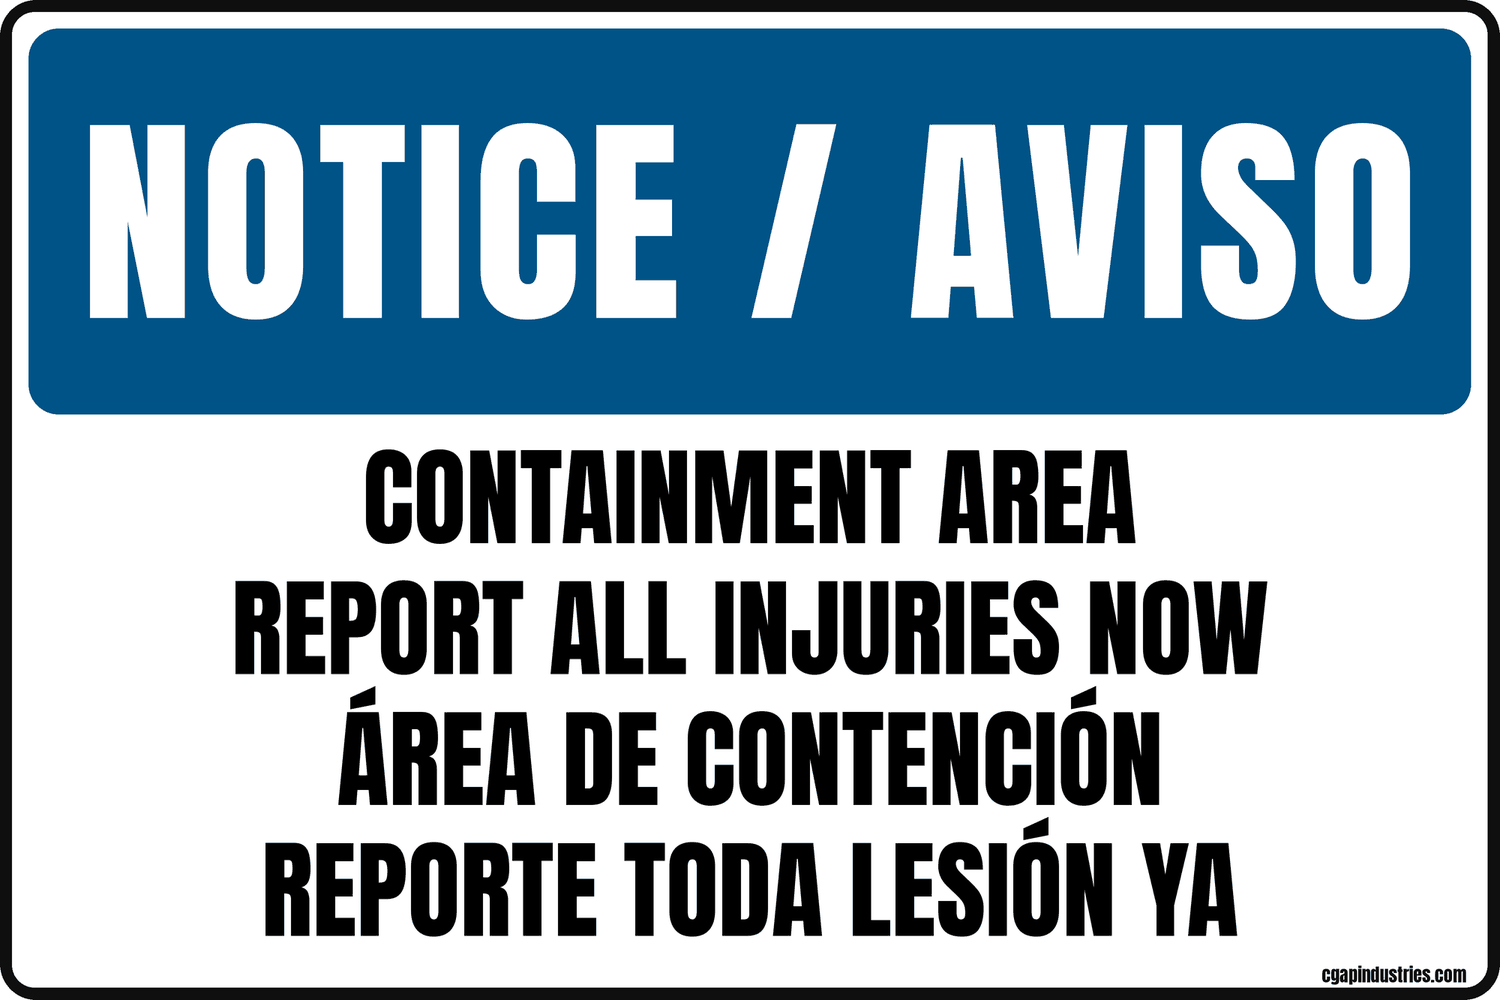 NOTICE / AVISO
CONTAINMENT AREA
REPORT ALL INJURIES NOW
ÁREA DE CONTENCIÓN
REPORTE TODA LESIÓN YA
cgapindustries.com